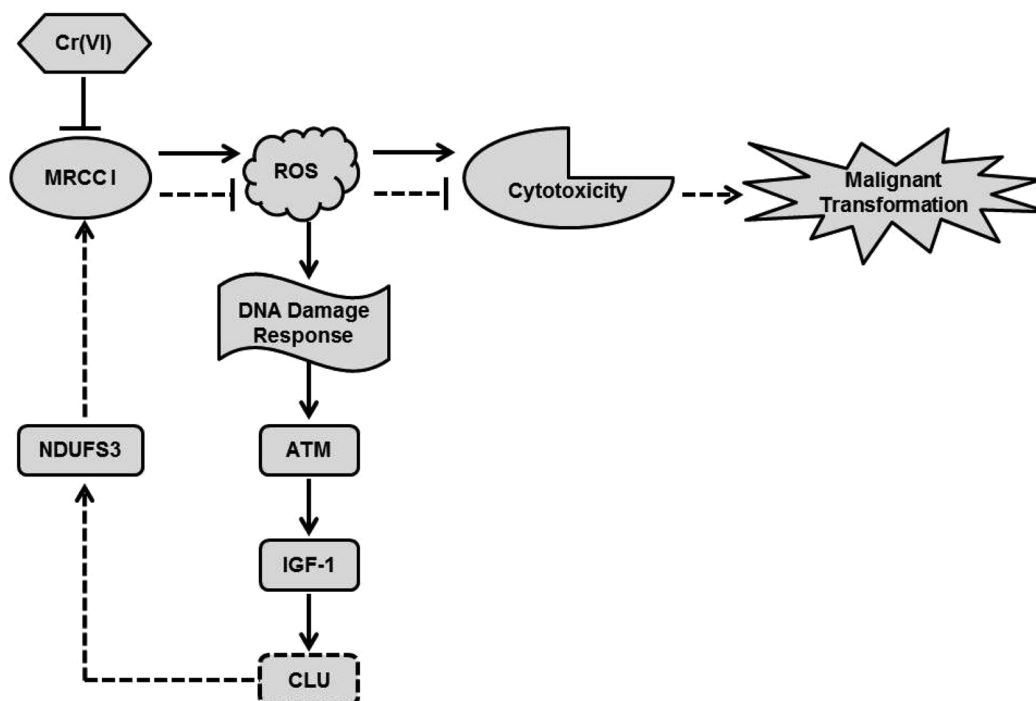 Cr(VI)
MRCC I
ROS
Cytotoxicity
Malignant
Transformation
DNA Damage
Response
NDUFS3
ATM
IGF-1
CLU